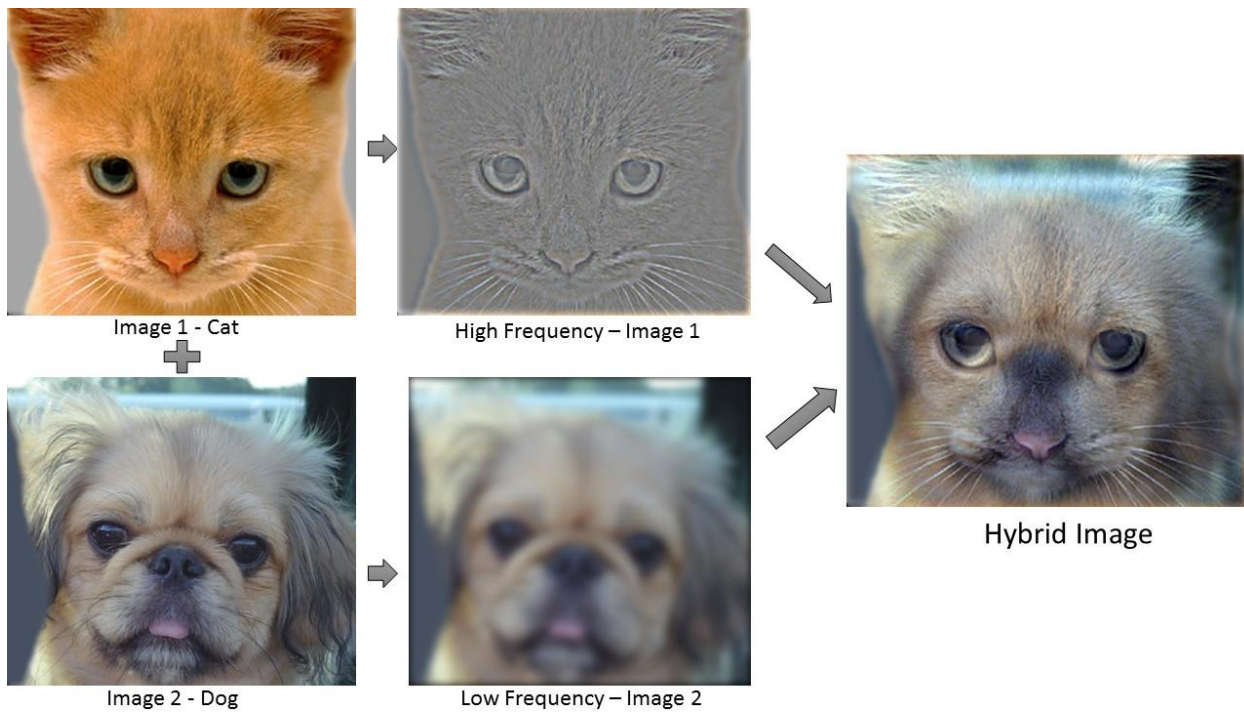 Image 1 - Cat
High Frequency – Image 1
Image 2 - Dog
Low Frequency – Image 2
Hybrid Image